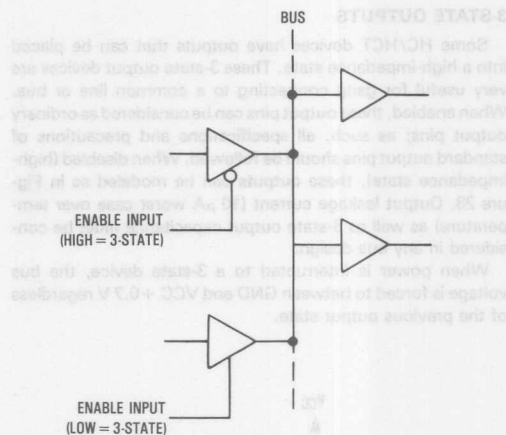 BUS
ENABLE INPUT
(HIGH = 3-STATE)
ENABLE INPUT
(LOW = 3-STATE)
3-STATE OUTPUTS
Some HC/HCT devices have outputs that can be placed
into a high-impedance state. These 3-state output devices are
very useful for gang connecting to a common line or bus.
When enabled, these output pins can be considered as ordinary
output pins; as such, all specifications and precautions of
standard output pins should be followed. When disabled (high-
impedance state), these outputs can be modeled as in Fig-
ure 28. Output leakage current (10 µA worst case over tem-
perature) as well as 3-state output must be con-
sidered in any bus design.
When power is interrupted to a 3-state device, the bus
voltage is forced to between GND and VCC +0.7 V regardless
of the previous output state.
VCC